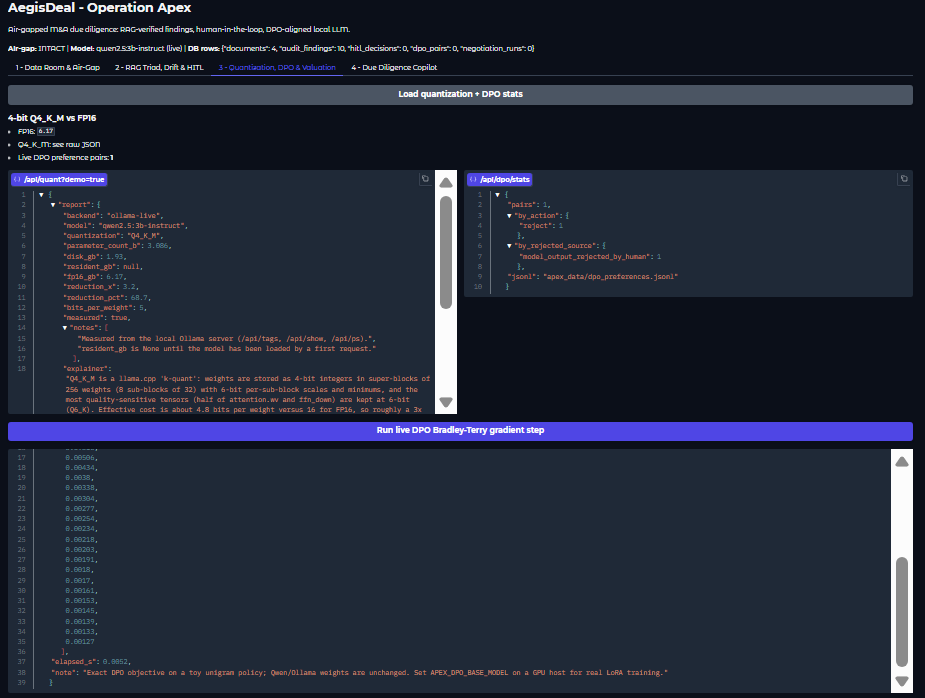 AegisDeal - Operation Apex
Air-gapped M&A due diligence: RAG-verified findings, human-in-the-loop, DPO-aligned local LLM.
Air-gap: INTACT | Model: qwen2.5:3b-instruct (live) | DB rows: {"documents": 4, "audit_findings": 10, "hitl_decisions": 0, "dpo_pairs": 0, "negotiation_runs": 0}
1 - Data Room & Air-Gap 2 - RAG Triad, Drift & HITL 3 - Quantization, DPO & Valuation 4 - Due Diligence Copilot
Load quantization + DPO stats
4-bit Q4_K_M vs FP16
FP16: 6.17
Q4_K_M: see raw JSON
Live DPO preference pairs: 1
/api/quant?demo=true
1 {
2 "report": {
3 "backend": "ollama-live",
4 "model": "qwen2.5:3b-instruct",
5 "quantization": "Q4_K_M",
6 "parameter_count_b": 3.086,
7 "disk_gb": 1.93,
8 "resident_gb": null,
9 "fp16_gb": 6.17,
10 "reduction_x": 3.2,
11 "reduction_pct": 68.7,
12 "bits_per_weight": 5,
13 "measured": true,
14 "notes": [
15 "Measured from the local Ollama server (/api/tags, /api/show, /api/ps).",
16 "resident_gb is None until the model has been loaded by a first request."
17 ],
18 "explainer":
"Q4_K_M is a llama.cpp 'k-quant': weights are stored as 4-bit integers in super-blocks of
256 weights (8 sub-blocks of 32) with 6-bit per-sub-block scales and minimums, and the
most quality-sensitive tensors (half of attention.wv and ffn_down) are kept at 6-bit
(Q6_K). Effective cost is about 4.8 bits per weight versus 16 for FP16, so roughly a 3x
/api/dpo/stats
1 {
2 "pairs": 1,
3 "by_action": {
4 "reject": 1
5 },
6 "by_rejected_source": {
7 "model_output_rejected_by_human": 1
8 },
9 "jsonl": "apex_data/dpo_preferences.jsonl"
10 }
Run live DPO Bradley-Terry gradient step
17 0.00506,
18 0.00434,
19 0.0038,
20 0.00338,
21 0.00304,
22 0.00277,
23 0.00254,
24 0.00234,
25 0.00218,
26 0.00203,
27 0.00191,
28 0.0018,
29 0.0017,
30 0.00161,
31 0.00153,
32 0.00145,
33 0.00139,
34 0.00133,
35 0.00127
36 ],
37 "elapsed_s": 0.0052,
38 "note": "Exact DPO objective on a toy unigram policy; Qwen/Ollama weights are unchanged. Set APEX_DPO_BASE_MODEL on a GPU host for real LoRA training."
39 }